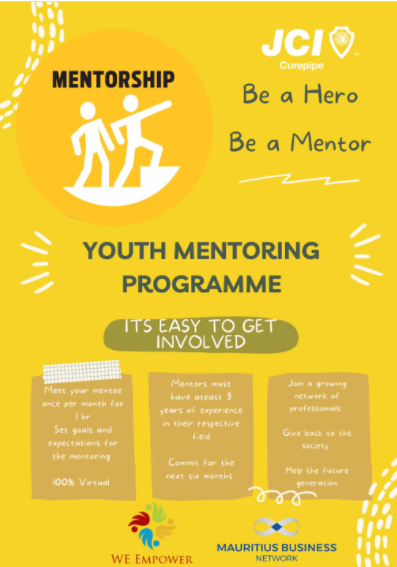 JCI
Curepipe
MENTORSHIP
Be a Hero
Be a Mentor
YOUTH MENTORING
PROGRAMME
ITS EASY TO GET
INVOLVED
Meet your mentee
once per month for
1 hr
Set goals and
expectations for
the mentoring
100% Virtual
Mentors must
have ateast 3
years of experience
in their respective
field
Commit for the
next six months
Join a growing
network of
professionals
Give back to the
society
Help the future
generation
WE EMPOWER
MAURITIUS BUSINESS
NETWORK